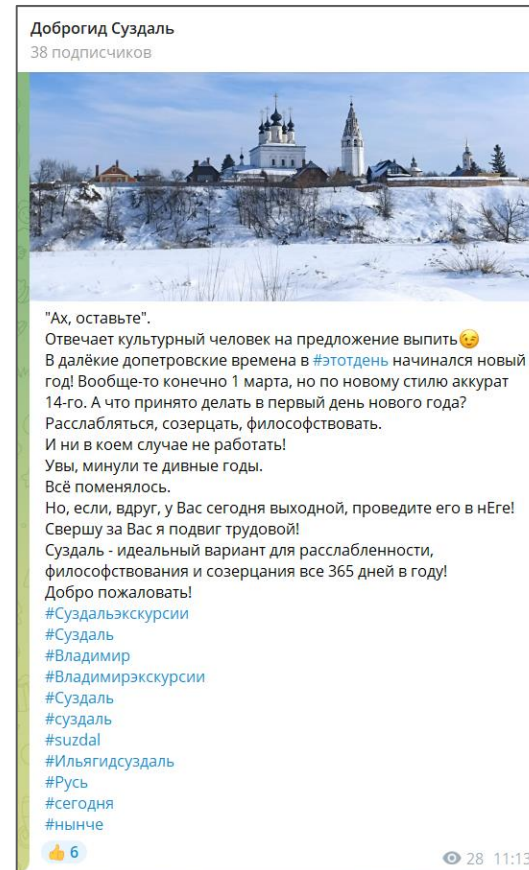 Доброгид Суздаль
38 подписчиков
"Ах, оставьте".
Отвечает культурный человек на предложение выпить😉
В далёкие допетровские времена в #этотдень начинался новый
год! Вообще-то конечно 1 марта, но по новому стилю аккурат
14-го. А что принято делать в первый день нового года?
Расслабляться, созерцать, философствовать.
И ни в коем случае не работать!
Увы, минули те дивные годы.
Всё поменялось.
Но, если, вдруг, у Вас сегодня выходной, проведите его в нЕге!
Свершу за Вас я подвиг трудовой!
Суздаль - идеальный вариант для расслабленности,
философствования и созерцания все 365 дней в году!
Добро пожаловать!
#Суздальэкскурсии
#Суздаль
#Владимир
#Владимирэкскурсии
#Суздаль
#суздаль
#suzdal
#Ильягидсуздаль
#Русь
#сегодня
#нынче
👍 6
28 11:13